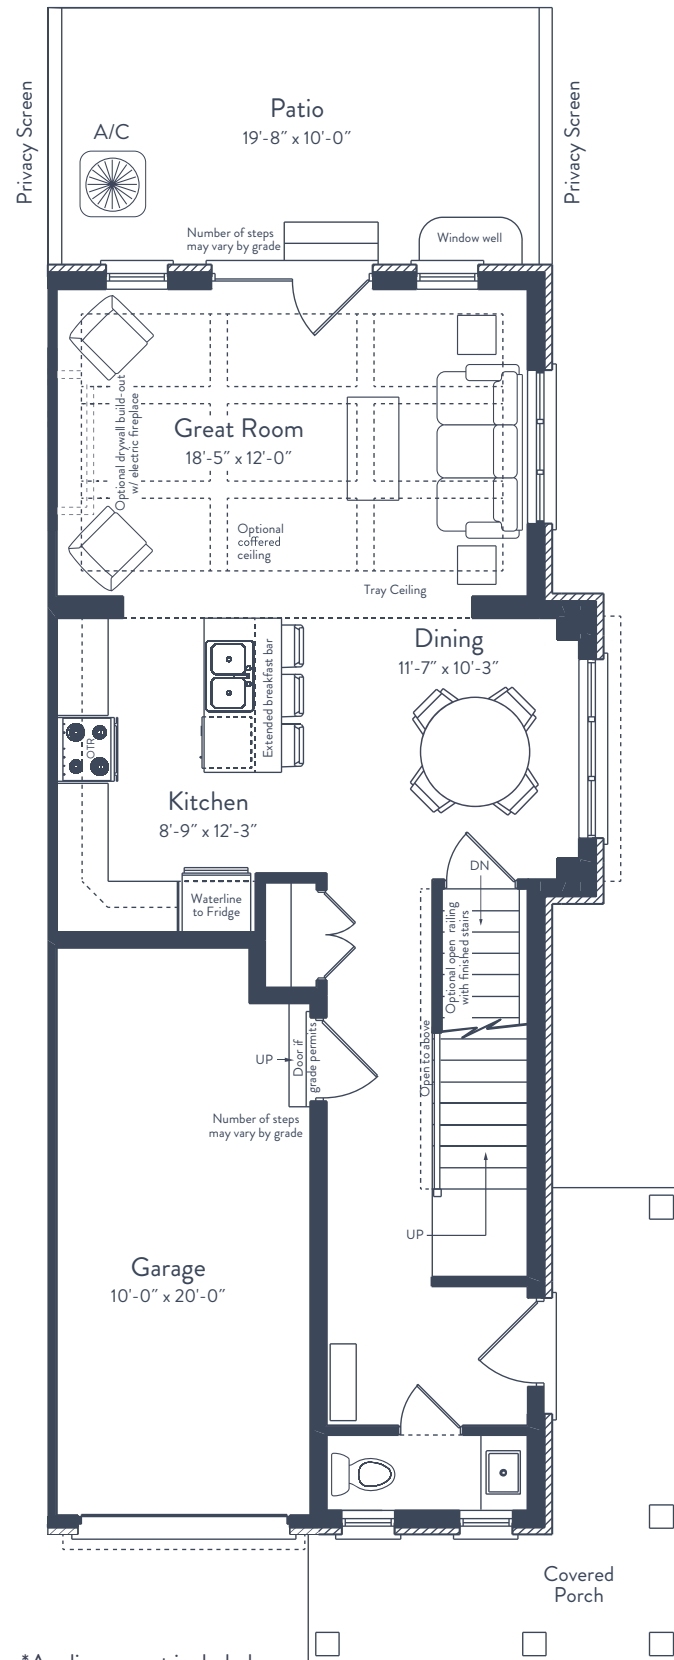 Privacy Screen
Privacy Screen
Patio
19'-8″ x 10'-0″
A/C
Number of steps
may vary by grade
Window well
Optional drywall build-out
w/ electric fireplace
Great Room
18'-5″ x 12'-0″
Optional
coffered
ceiling
Tray Ceiling
Dining
11'-7″ x 10'-3″
Extended breakfast bar
OTR
Kitchen
8'-9″ x 12'-3″
Waterline
to Fridge
DN
Optional open railing
with finished stairs
Open to above
UP
Door if
grade permits
Number of steps
may vary by grade
UP
Garage
10'-0″ x 20'-0″
Covered
Porch